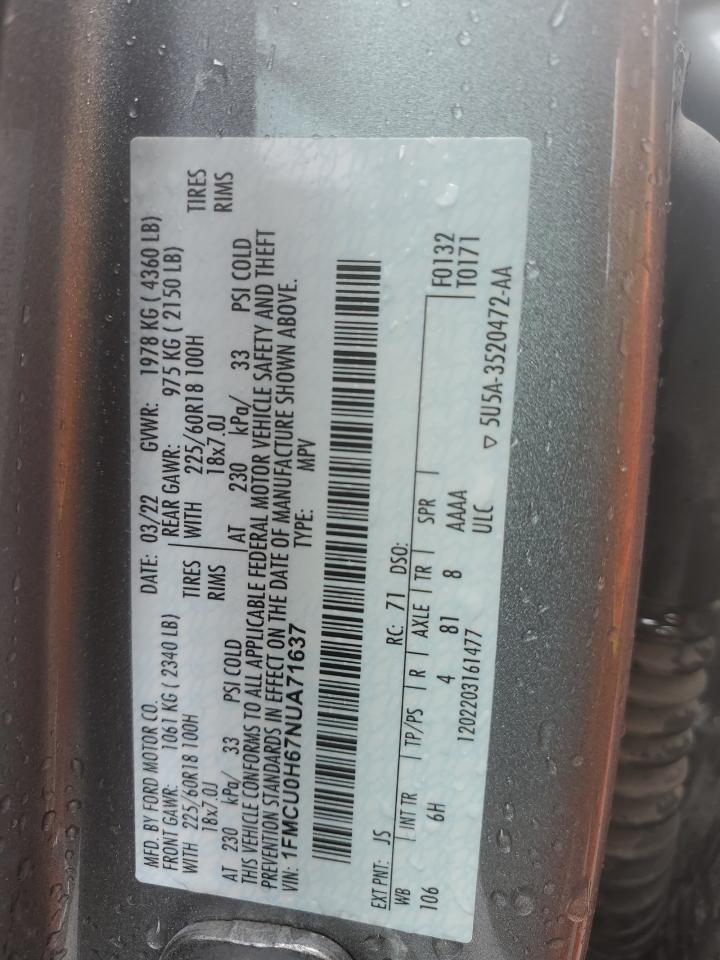 MFD. BY FORD MOTOR CO. DATE: 03/22 GVWR: 1978 KG ( 4360 LB)
FRONT GAWR: 1061 KG ( 2340 LB) REAR GAWR: 975 KG ( 2150 LB)
WITH 225/60R18 100H TIRES WITH 225/60R18 100H TIRES
18x7.0J RIMS 18x7.0J RIMS
AT 230 kPa/ 33 PSI COLD AT 230 kPa/ 33 PSI COLD
THIS VEHICLE CONFORMS TO ALL APPLICABLE FEDERAL MOTOR VEHICLE SAFETY AND THEFT
PREVENTION STANDARDS IN EFFECT ON THE DATE OF MANUFACTURE SHOWN ABOVE.
VIN: 1FMCU0H67NUA71637 TYPE: MPV
EXT PNT: JS RC: 71 DSO:
WB INT TR TP/PS R AXLE TR SPR F0132
106 6H 4 81 8 AAAA T0171
ULC
1202203161477 ▽ 5U5A-3520472-AA